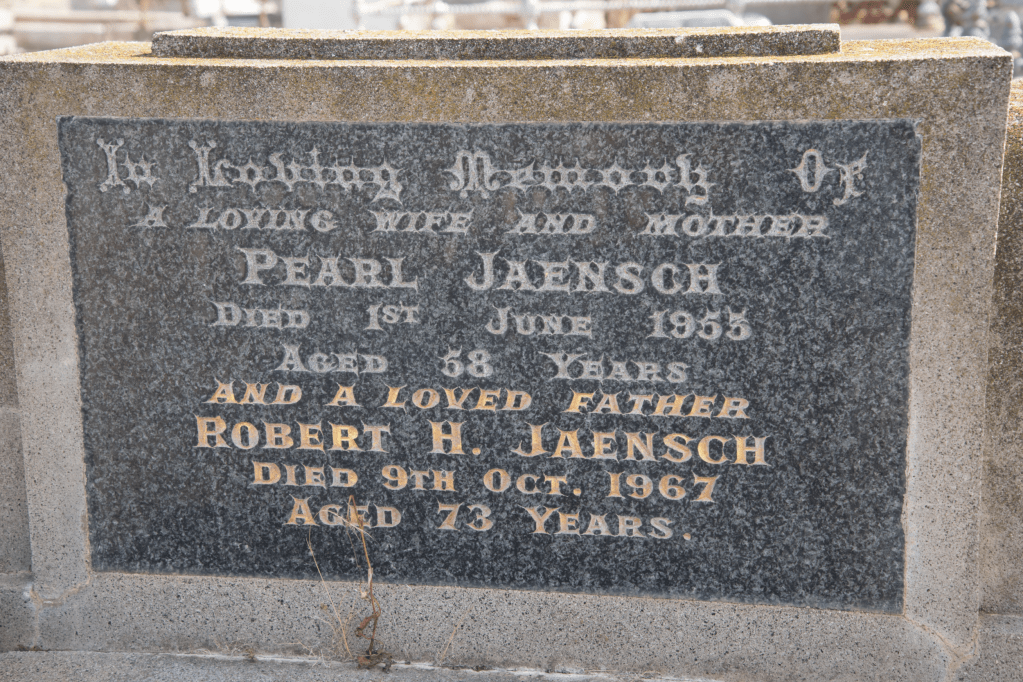 In Loving Memory Of
A LOVING WIFE AND MOTHER
PEARL JAENSCH
DIED 1ST JUNE 1955
AGED 58 YEARS
AND A LOVED FATHER
ROBERT H. JAENSCH
DIED 9TH OCT. 1967
AGED 73 YEARS.